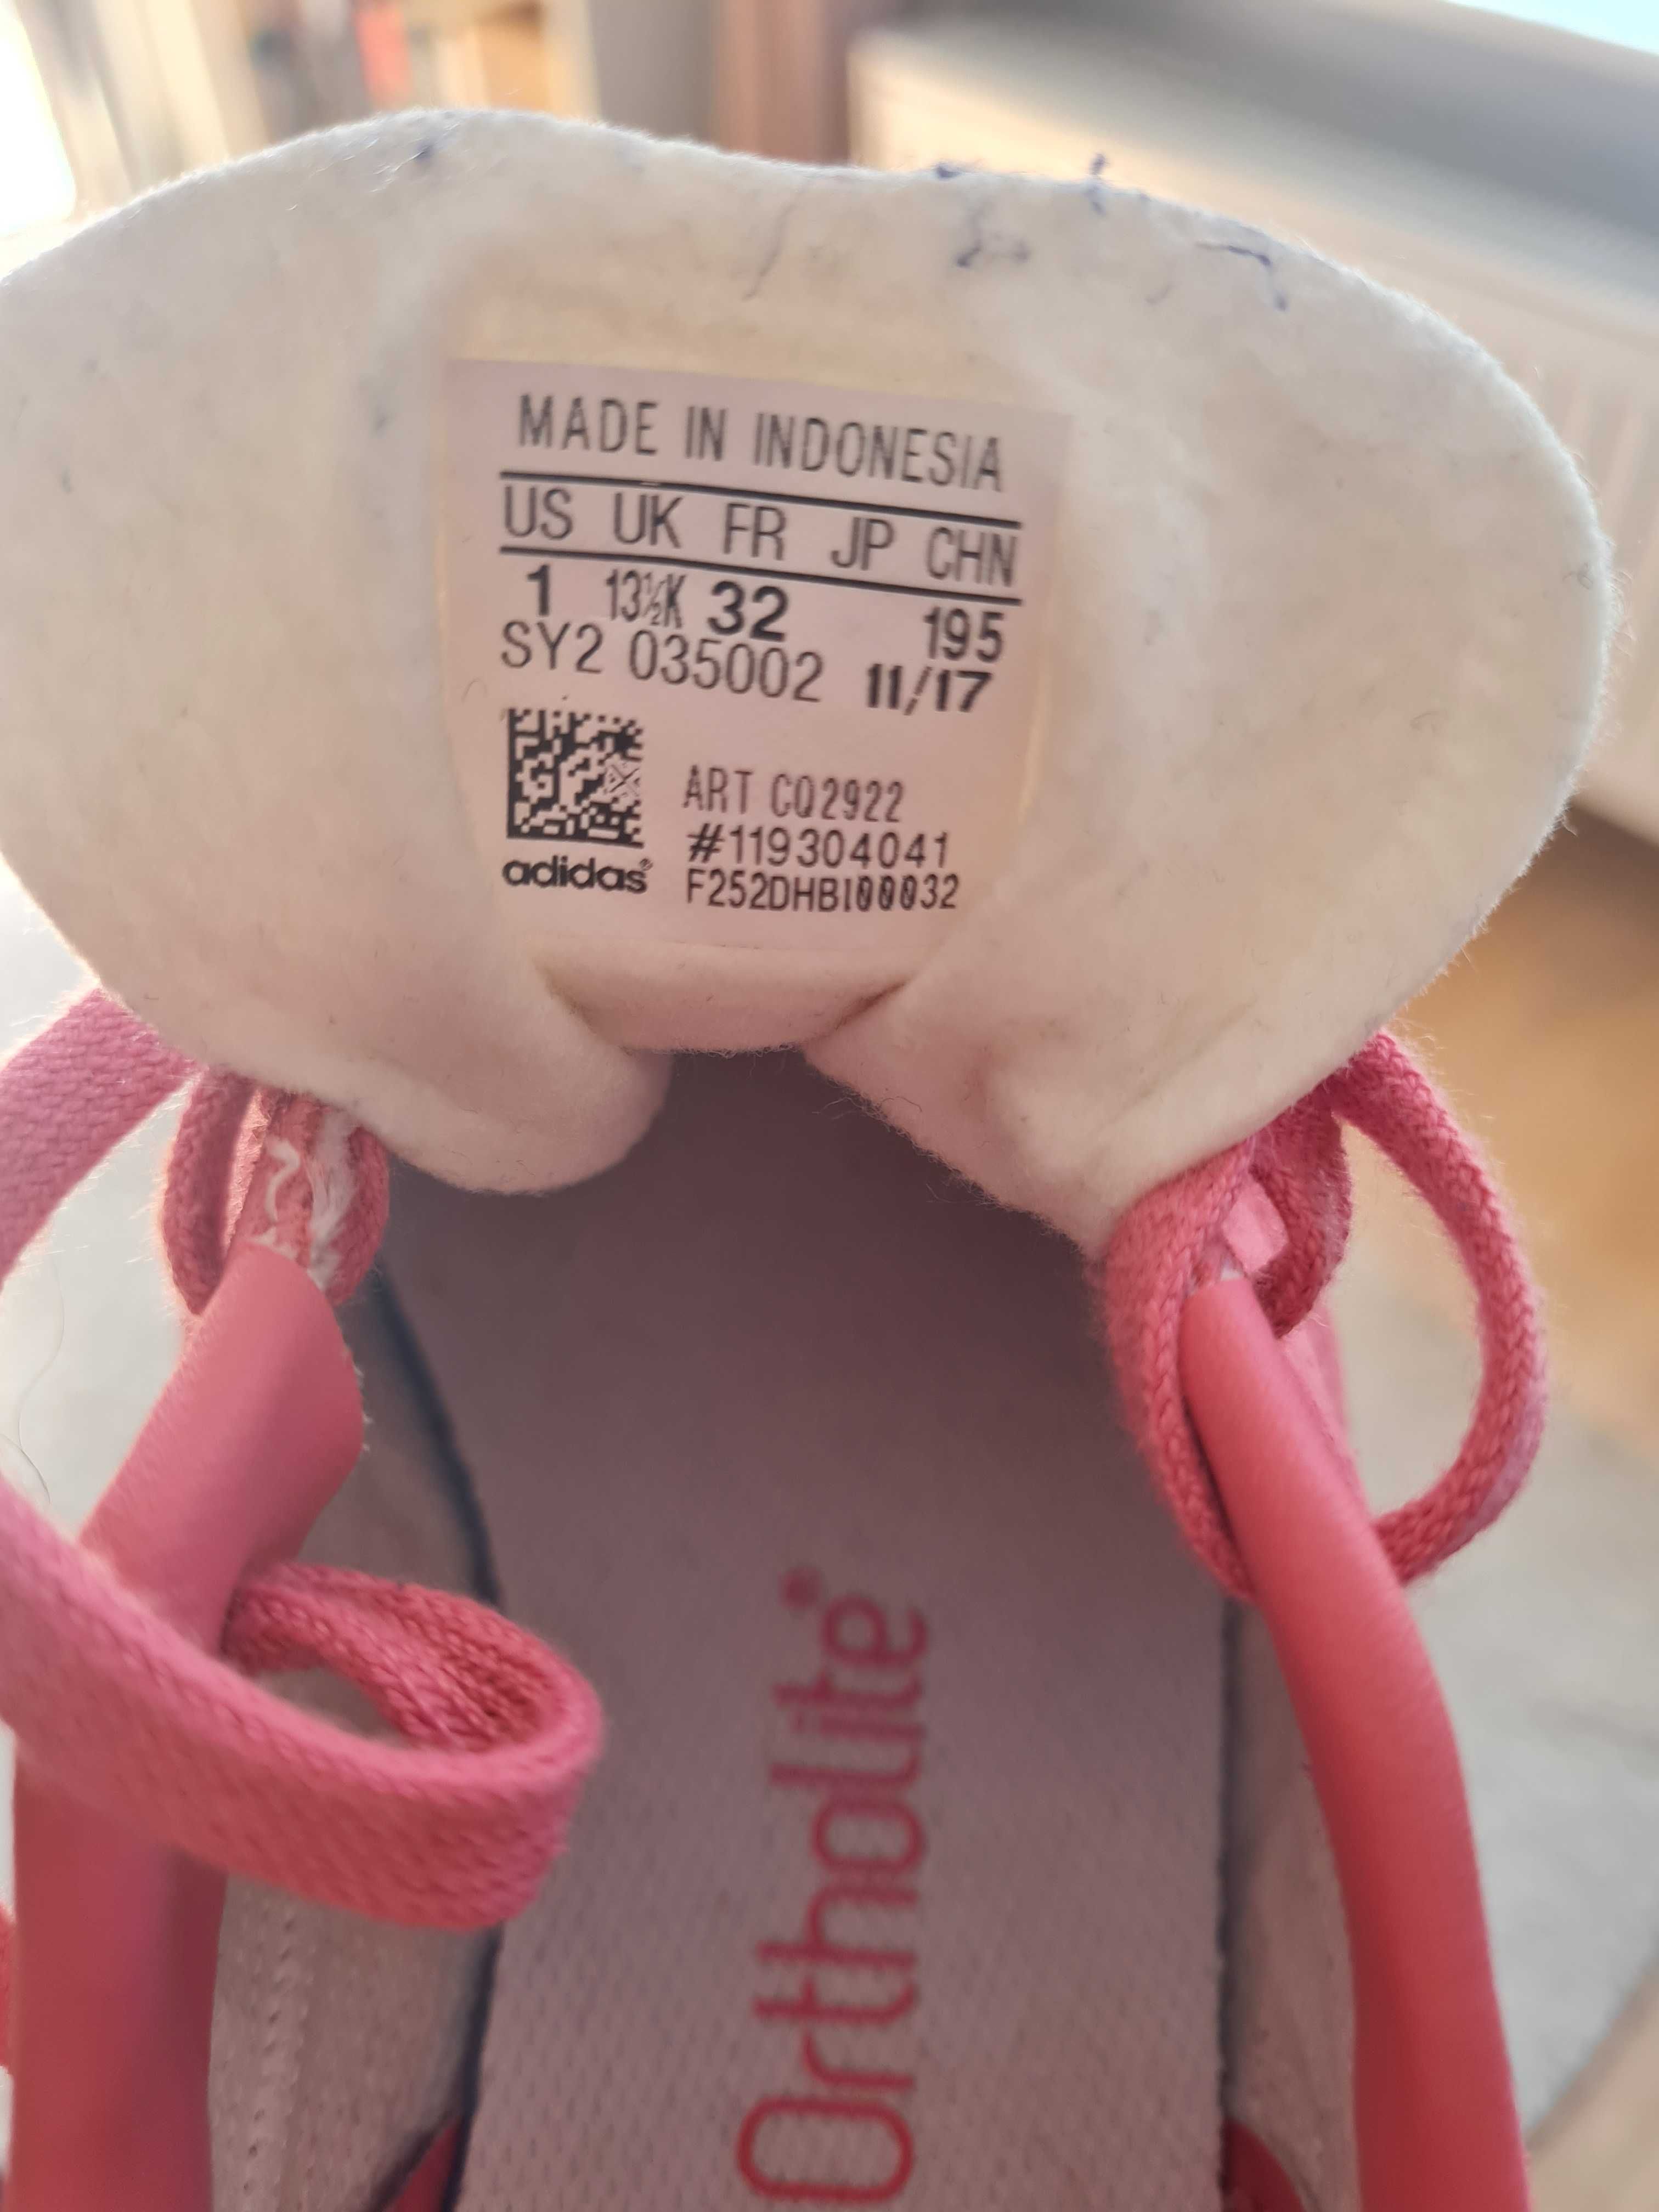 MADE IN INDONESIA
US UK FR JP CHN
1 13½K 32 195
SY2 035002 11/17
ART CQ2922
#119304041
adidas®
F252DHBI00032
Ortholite®